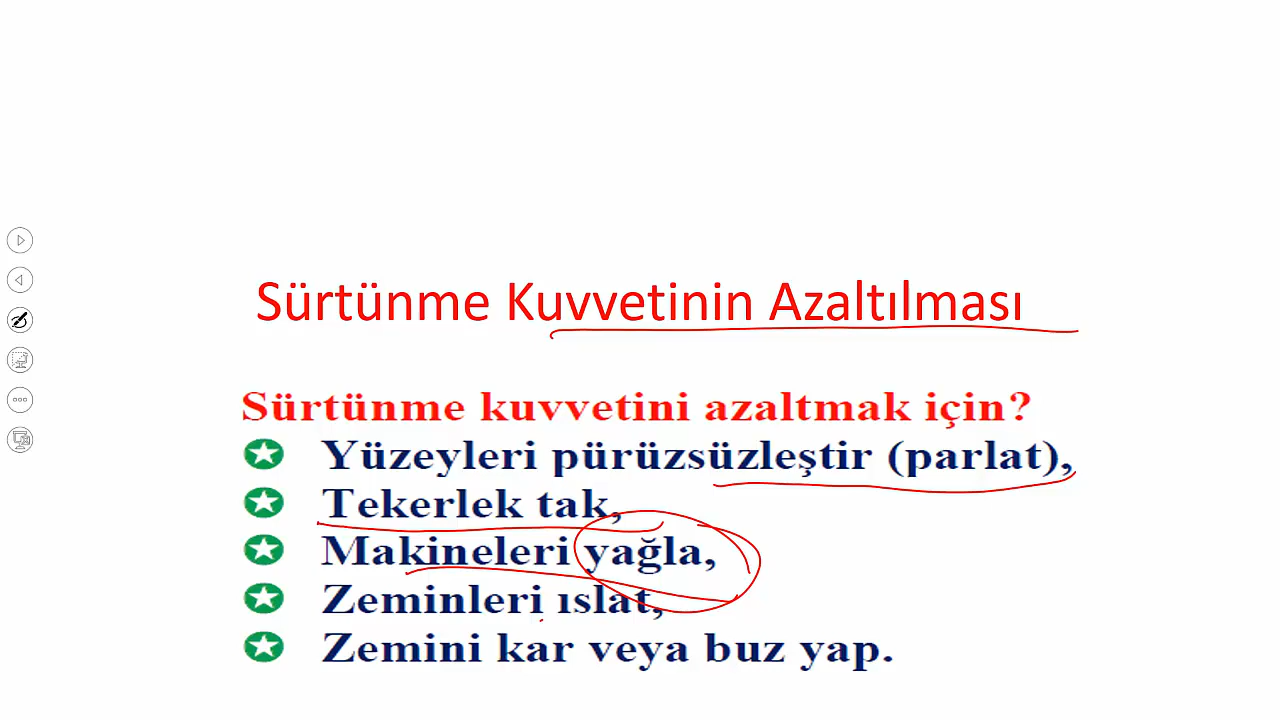 Sürtünme Kuvvetinin Azaltılması
Sürtünme kuvvetini azaltmak için?
Yüzeyleri pürüzsüzleştir (parlat),
Tekerlek tak,
Makineleri yağla,
Zeminleri ıslat,
Zemini kar veya buz yap.